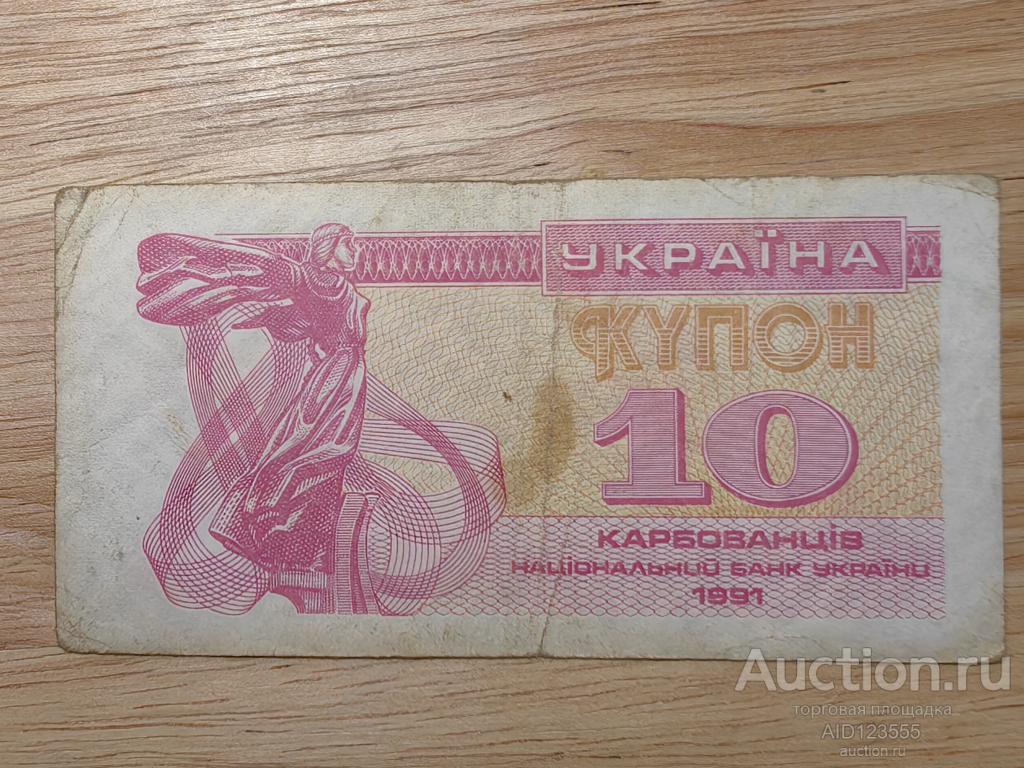 УКРАЇНА
КУПОН
10
КАРБОВАНЦІВ
НАЦІОНАЛЬНИЙ БАНК УКРАЇНИ
1991
Auction.ru
торговая площадка
AID123555
auction.ru